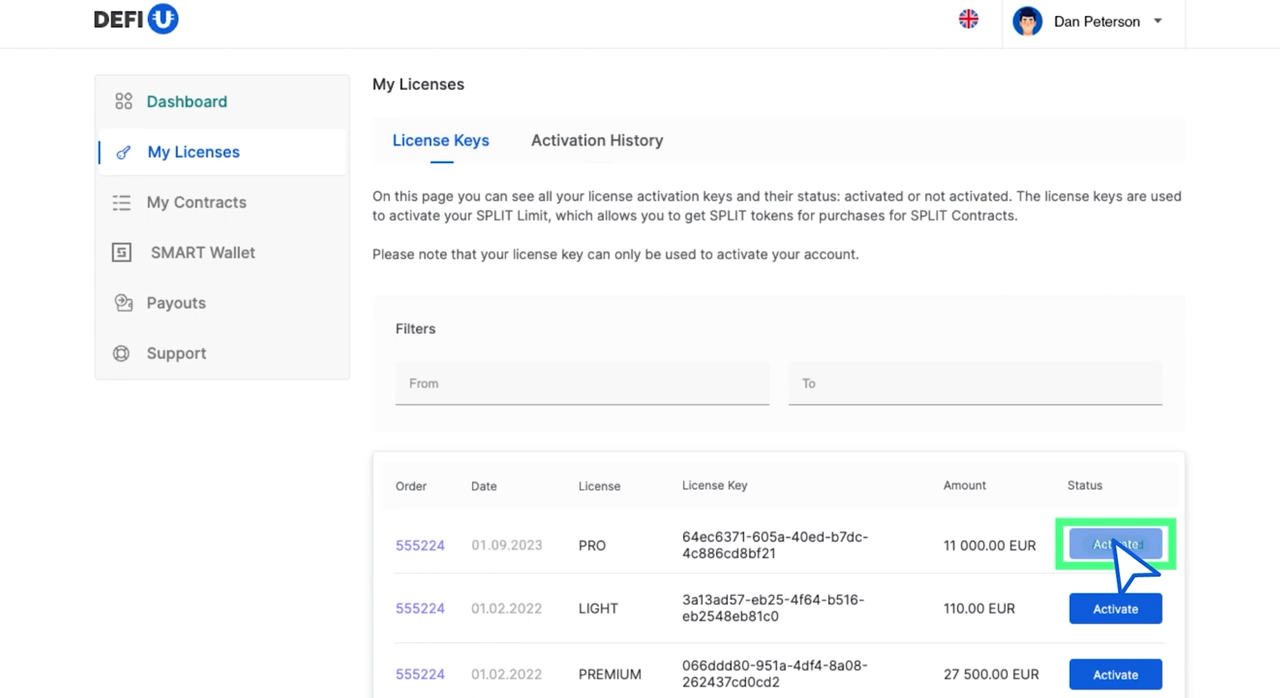 DEFI U
Dan Peterson
Dashboard
My Licenses
My Contracts
SMART Wallet
Payouts
Support
My Licenses
License Keys Activation History
On this page you can see all your license activation keys and their status: activated or not activated. The license keys are used
to activate your SPLIT Limit, which allows you to get SPLIT tokens for purchases for SPLIT Contracts.
Please note that your license key can only be used to activate your account.
Filters
From To
Order Date License License Key Amount Status
555224 01.09.2023 PRO 64ec6371-605a-40ed-b7dc-
4c886cd8bf21 11 000.00 EUR
555224 01.02.2022 LIGHT 3a13ad57-eb25-4f64-b516-
eb2548eb81c0 110.00 EUR Activate
555224 01.02.2022 PREMIUM 066ddd80-951a-4df4-8a08-
262437cd0cd2 27 500.00 EUR Activate